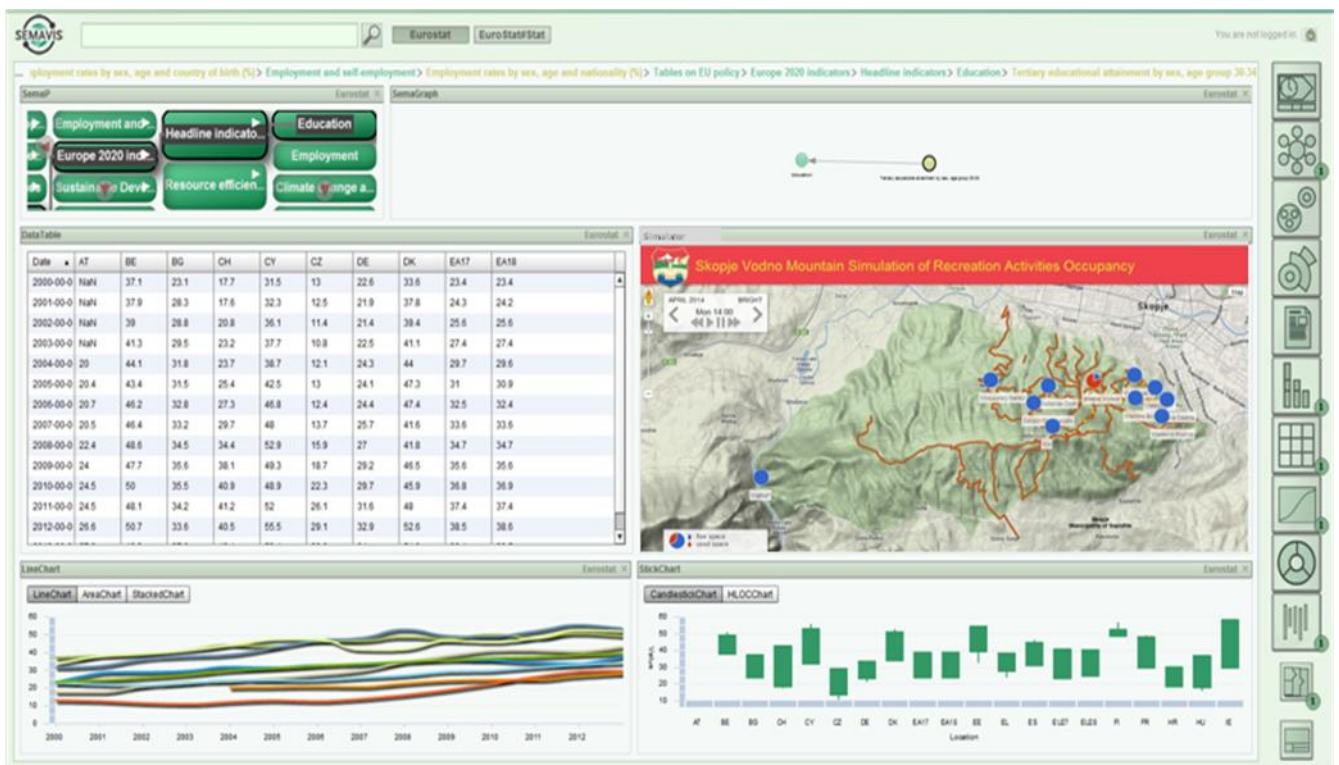 SEMAVIS
Eurostat EuroStat#Stat
You are not logged in.
... ployment rates by sex, age and country of birth (%)> Employment and self-employment> Employment rates by sex, age and nationality (%)> Tables on EU policy> Europe 2020 indicators> Headline indicators> Education> Tertiary educational attainment by sex, age group 30-34
SemaP Eurostat ×
SemaGraph Eurostat ×
Employment and...
Headline indicato...
Education
Europe 2020 indic...
Employment
Resource efficien...
Climate change a...
Education
Tertiary educational attainment by sex, age group 30-34
DataTable Eurostat ×
Simulator Eurostat ×
Date AT BE BG CH CY CZ DE DK EA17 EA18
2000-00-0 NaN 37.1 23.1 17.7 31.5 13 22.6 33.6 23.4 23.4
2001-00-0 NaN 37.9 28.3 17.6 32.3 12.5 21.9 37.8 24.3 24.2
2002-00-0 NaN 39 28.8 20.8 36.1 11.4 21.4 39.4 25.6 25.6
2003-00-0 NaN 41.3 29.5 23.2 37.7 10.8 22.5 41.1 27.4 27.4
2004-00-0 20 44.1 31.8 23.7 38.7 12.1 24.3 44 29.7 29.6
2005-00-0 20.4 43.4 31.5 25.4 42.5 13 24.1 47.3 31 30.9
2006-00-0 20.7 46.2 32.8 27.3 46.8 12.4 24.4 47.4 32.5 32.4
2007-00-0 20.5 46.4 33.2 29.7 48 13.7 25.7 41.6 33.6 33.6
2008-00-0 22.4 48.6 34.5 34.4 52.9 15.9 27 41.8 34.7 34.7
2009-00-0 24 47.7 35.6 38.1 49.3 18.7 29.2 46.5 35.6 35.6
2010-00-0 24.5 50 35.5 40.9 48.9 22.3 29.7 45.9 36.8 36.9
2011-00-0 24.5 48.1 34.2 41.2 52 26.1 31.6 48 37.4 37.4
2012-00-0 26.6 50.7 33.6 40.5 55.5 29.1 32.9 52.6 38.5 38.6
Skopje Vodno Mountain Simulation of Recreation Activities Occupancy
APRIL 2014 BRIGHT
Mon 14:00
Map
Skopje
free space
used space
LineChart Eurostat ×
LineChart AreaChart StackedChart
60
50
40
30
20
10
0
2000 2001 2002 2003 2004 2005 2006 2007 2008 2009 2010 2011 2012
StickChart Eurostat ×
CandlestickChart HLOCChart
60
50
40
30
20
10
AT BE BG CH CY CZ DE DK EA17 EA18 EE EL ES EU27 EU28 FI FR HR HU IE
Location
1
1
1
1
1
1